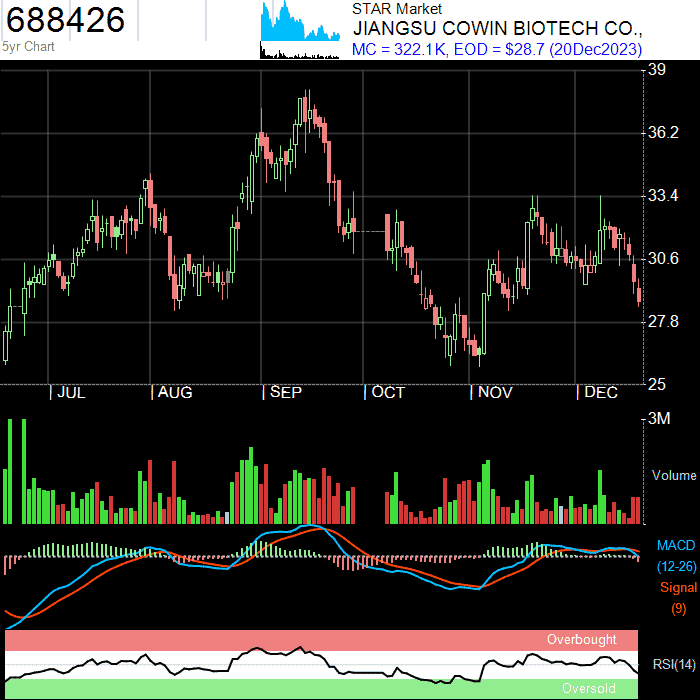 688426
5yr Chart
STAR Market
JIANGSU COWIN BIOTECH CO.,
MC = 322.1K, EOD = $28.7 (20Dec2023)
39
36.2
33.4
30.6
27.8
25
JUL
AUG
SEP
OCT
NOV
DEC
3M
Volume
MACD
(12-26)
Signal
(9)
Overbought
RSI(14)
Oversold